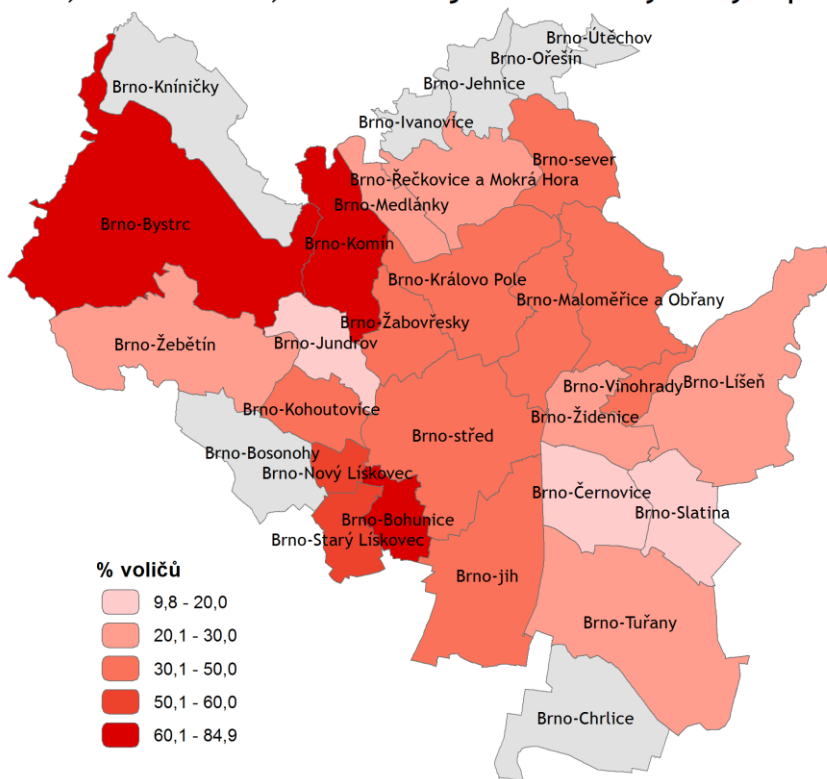 Brno-Útěchov
Brno-Ořešín
Brno-Kníničky
Brno-Jehnice
Brno-Ivanovice
Brno-sever
Brno-Řečkovice a Mokrá Hora
Brno-Medlánky
Brno-Bystrc
Brno-Komín
Brno-Královo Pole
Brno-Maloměřice a Obřany
Brno-Žabovřesky
Brno-Žebětín
Brno-Jundrov
Brno-Vinohrady
Brno-Líšeň
Brno-Kohoutovice
Brno-Židenice
Brno-střed
Brno-Bosonohy
Brno-Nový Lískovec
Brno-Černovice
Brno-Slatina
Brno-Bohunice
Brno-Starý Lískovec
Brno-jih
Brno-Tuřany
Brno-Chrlice
% voličů
9,8 - 20,0
20,1 - 30,0
30,1 - 50,0
50,1 - 60,0
60,1 - 84,9